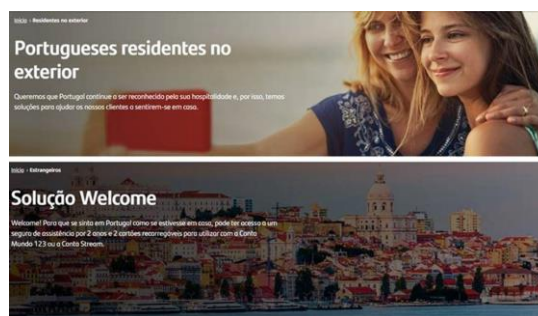 Início › Residentes no exterior
Portugueses residentes no
exterior
Queremos que Portugal continue a ser reconhecido pela sua hospitalidade e, por isso, temos
soluções para ajudar os nossos clientes a sentirem-se em casa.
Início › Estrangeiros
Solução Welcome
Welcome! Para que se sinta em Portugal como se estivesse em casa, pode ter acesso a um
seguro de assistência por 2 anos e 2 cartões recarregáveis para utilizar com a Conta
Mundo 123 ou a Conta Stream.